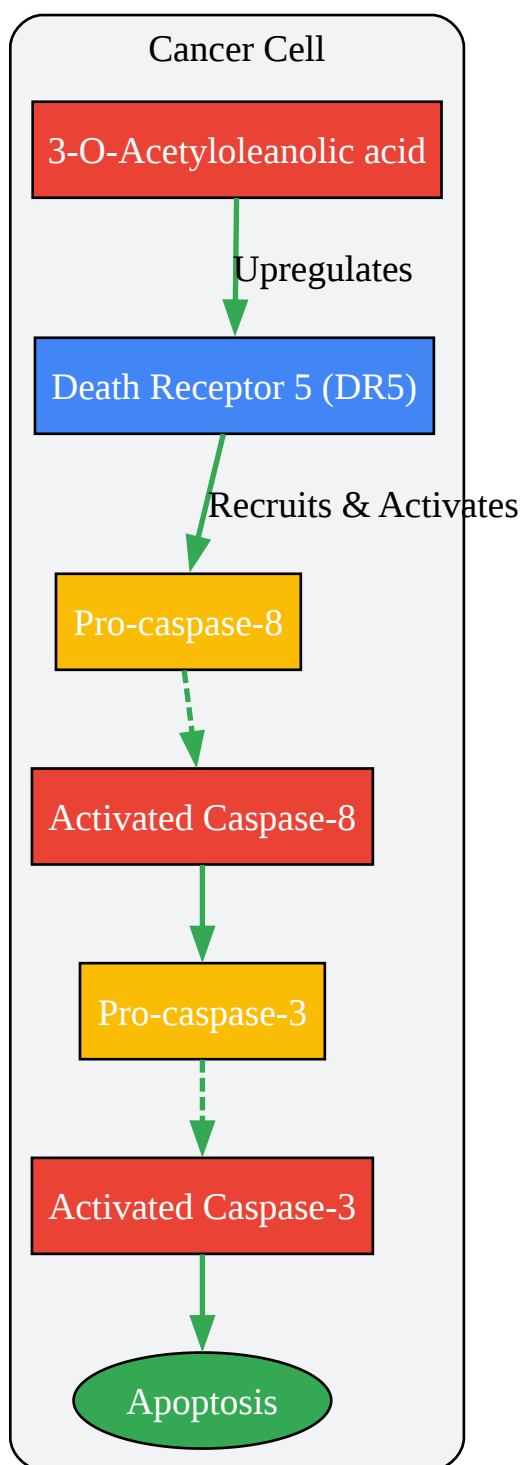 Cancer Cell
3-O-Acetyloleanolic acid
Upregulates
Death Receptor 5 (DR5)
Recruits & Activates
Pro-caspase-8
Activated Caspase-8
Pro-caspase-3
Activated Caspase-3
Apoptosis